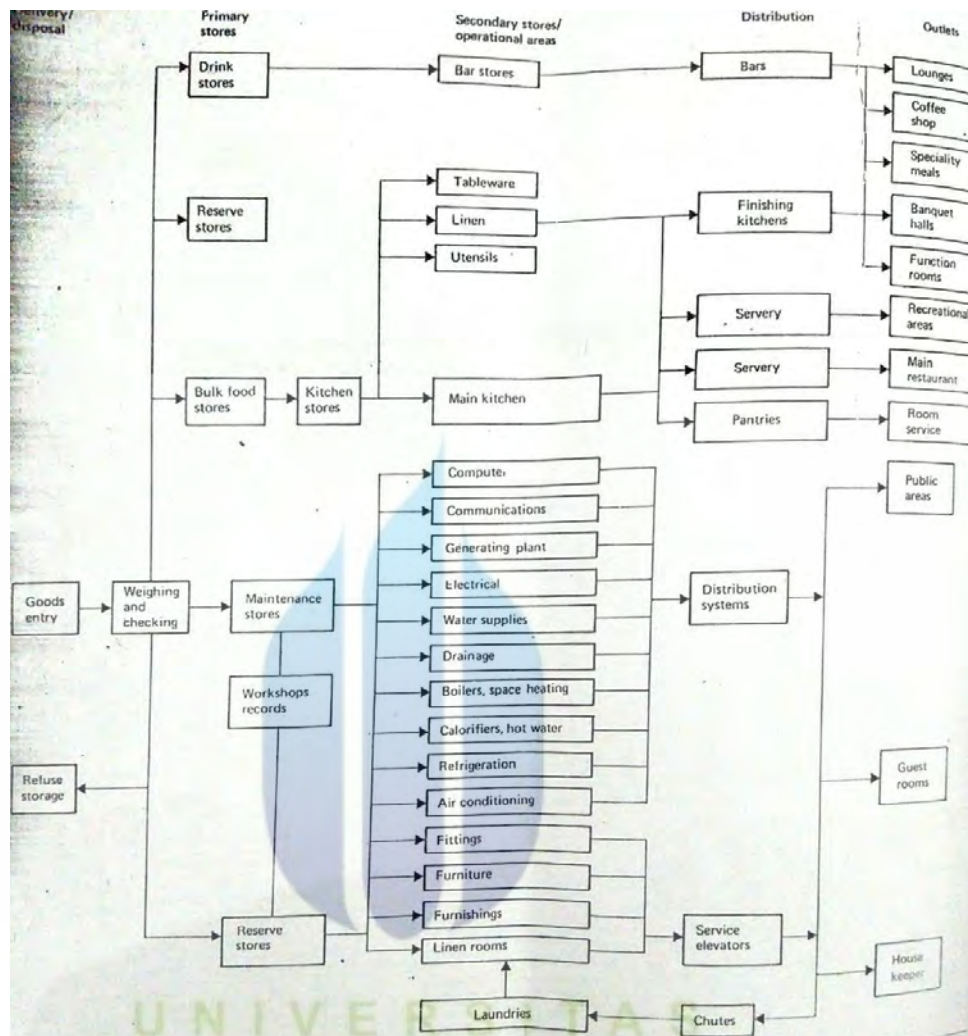 Delivery/
disposal
Primary
stores
Secondary stores/
operational areas
Distribution
Outlets
Drink
stores
Bar stores
Bars
Lounges
Coffee
shop
Speciality
meals
Reserve
stores
Tableware
Linen
Utensils
Finishing
kitchens
Banquet
halls
Function
rooms
Servery
Recreational
areas
Bulk food
stores
Kitchen
stores
Main kitchen
Servery
Main
restaurant
Pantries
Room
service
Computer
Communications
Generating plant
Electrical
Water supplies
Drainage
Boilers, space heating
Calorifiers, hot water
Refrigeration
Air conditioning
Fittings
Furniture
Furnishings
Linen rooms
Public
areas
Goods
entry
Weighing
and
checking
Maintenance
stores
Distribution
systems
Workshops
records
Refuse
storage
Guest
rooms
Reserve
stores
Service
elevators
House
keeper
Laundries
Chutes
UNIVERSITAS